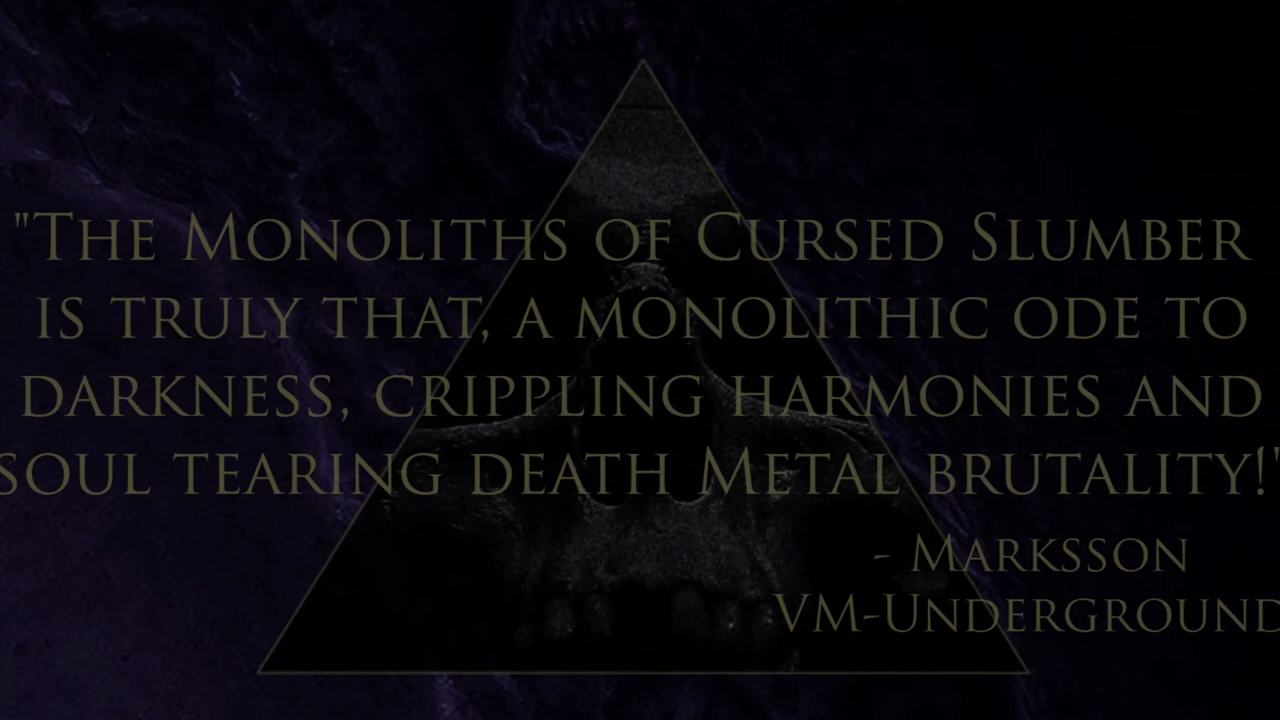 "The Monoliths of Cursed Slumber
is truly that, a monolithic ode to
darkness, crippling harmonies and
soul tearing death Metal brutality!"
- Marksson
VM-Underground